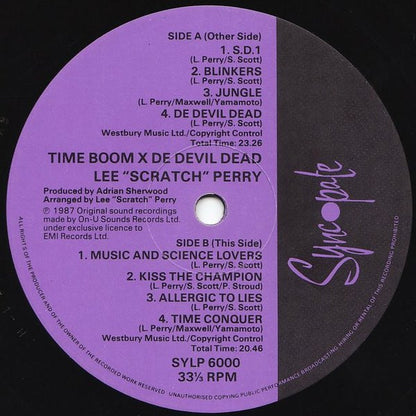 SIDE A (Other Side)
1. S.D.1
(L. Perry/S. Scott)
2. BLINKERS
(L. Perry/S. Scott)
3. JUNGLE
(L. Perry/Maxwell/Yamamoto)
4. DE DEVIL DEAD
(L. Perry/S. Scott)
Westbury Music Ltd./Copyright Control
Total Time: 23.26
TIME BOOM X DE DEVIL DEAD
LEE "SCRATCH" PERRY
Produced by Adrian Sherwood
Arranged by Lee "Scratch" Perry
℗ 1987 Original sound recordings
made by On-U Sounds Records Ltd.
under exclusive licence to
EMI Records Ltd.
SIDE B (This Side)
1. MUSIC AND SCIENCE LOVERS
(L. Perry/S. Scott)
2. KISS THE CHAMPION
(L. Perry/S. Scott/P. Stroud)
3. ALLERGIC TO LIES
(L. Perry/S. Scott)
4. TIME CONQUER
(L. Perry/Maxwell/Yamamoto)
Westbury Music Ltd./Copyright Control
Total Time: 20.46
SYLP 6000
33⅓ RPM
Syncopate
ALL RIGHTS OF THE PRODUCER AND OF THE OWNER OF THE RECORDED WORK RESERVED · UNAUTHORISED COPYING PUBLIC PERFORMANCE BROADCASTING HIRING OR RENTAL OF THIS RECORDING PROHIBITED